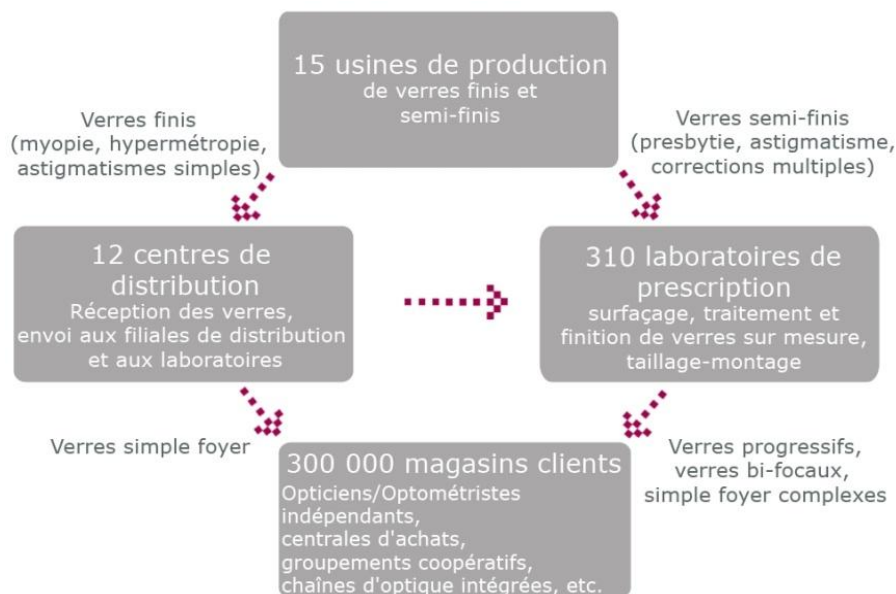 15 usines de production
de verres finis et
semi-finis
Verres finis
(myopie, hypermétropie,
astigmatismes simples)
Verres semi-finis
(presbytie, astigmatisme,
corrections multiples)
12 centres de
distribution
Réception des verres,
envoi aux filiales de distribution
et aux laboratoires
310 laboratoires de
prescription
surfaçage, traitement et
finition de verres sur mesure,
taillage-montage
Verres simple foyer
300 000 magasins clients
Opticiens/Optométristes
indépendants,
centrales d'achats,
groupements coopératifs,
chaînes d'optique intégrées, etc.
Verres progressifs,
verres bi-focaux,
simple foyer complexes